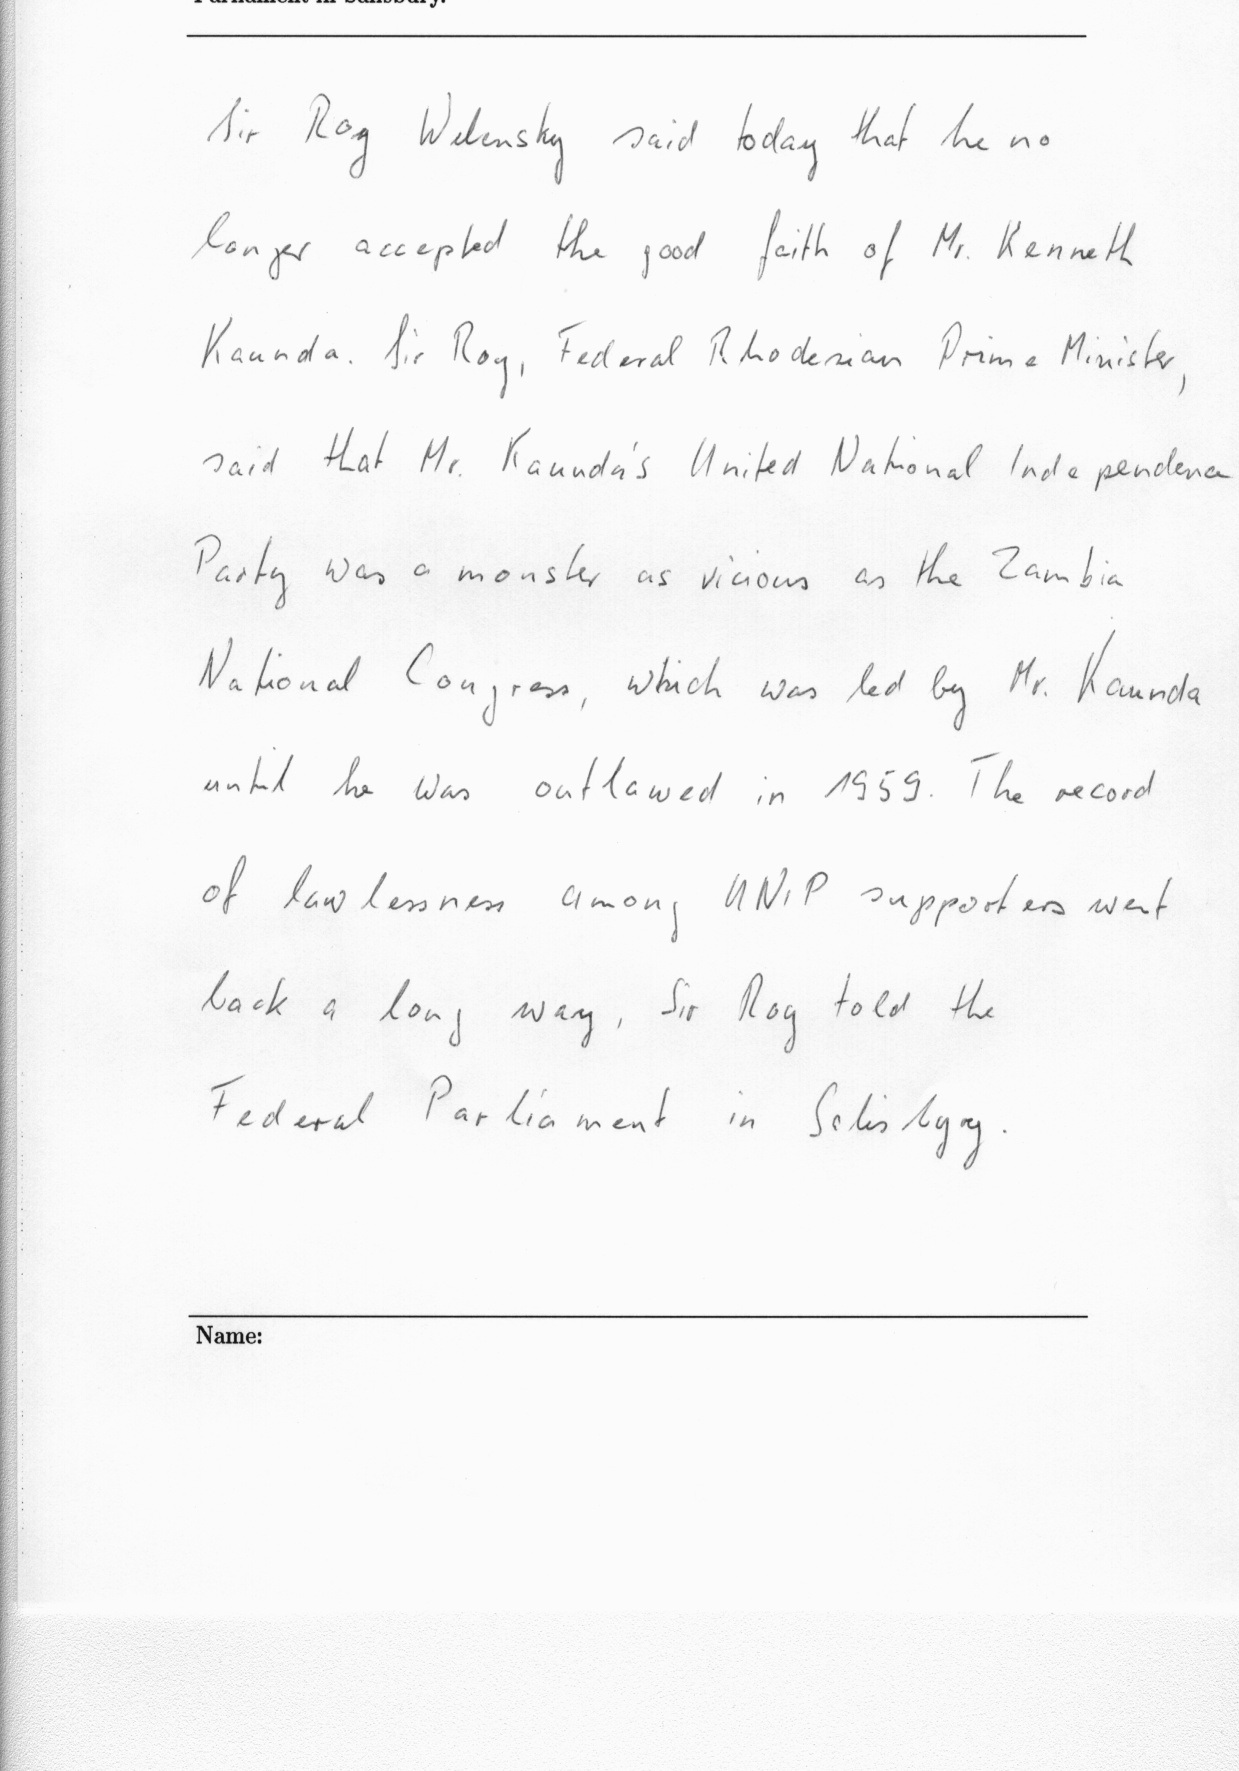 Parliament in Salisbury.
Sir Roy Welensky said today that he no
longer accepted the good faith of Mr. Kenneth
Kaunda. Sir Roy, Federal Rhodesian Prime Minister,
said that Mr. Kaunda's United National Independence
Party was a monster as vicious as the Zambia
National Congress, which was led by Mr. Kaunda
until he was outlawed in 1959. The record
of lawlessness among UNIP supporters went
back a long way, Sir Roy told the
Federal Parliament in
Name: